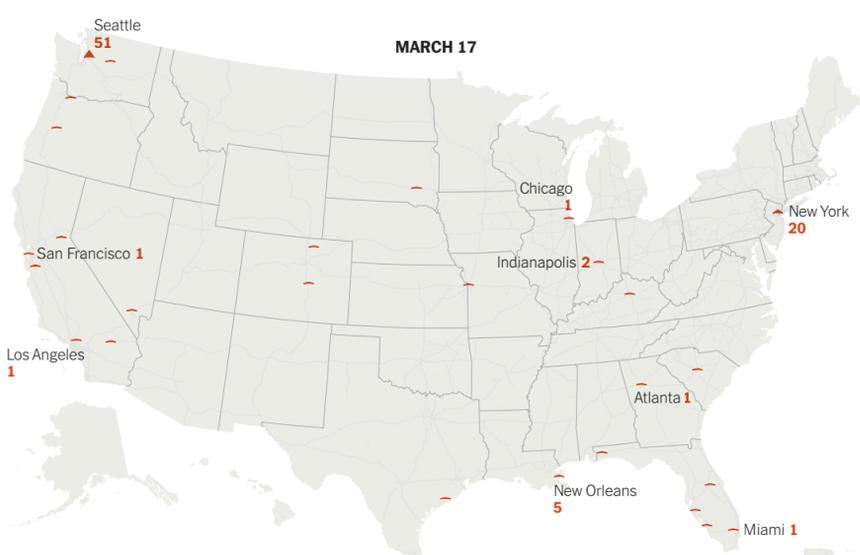 Seattle
51
MARCH 17
Chicago
1
New York
20
San Francisco 1
Indianapolis 2
Los Angeles
1
Atlanta 1
New Orleans
5
Miami 1